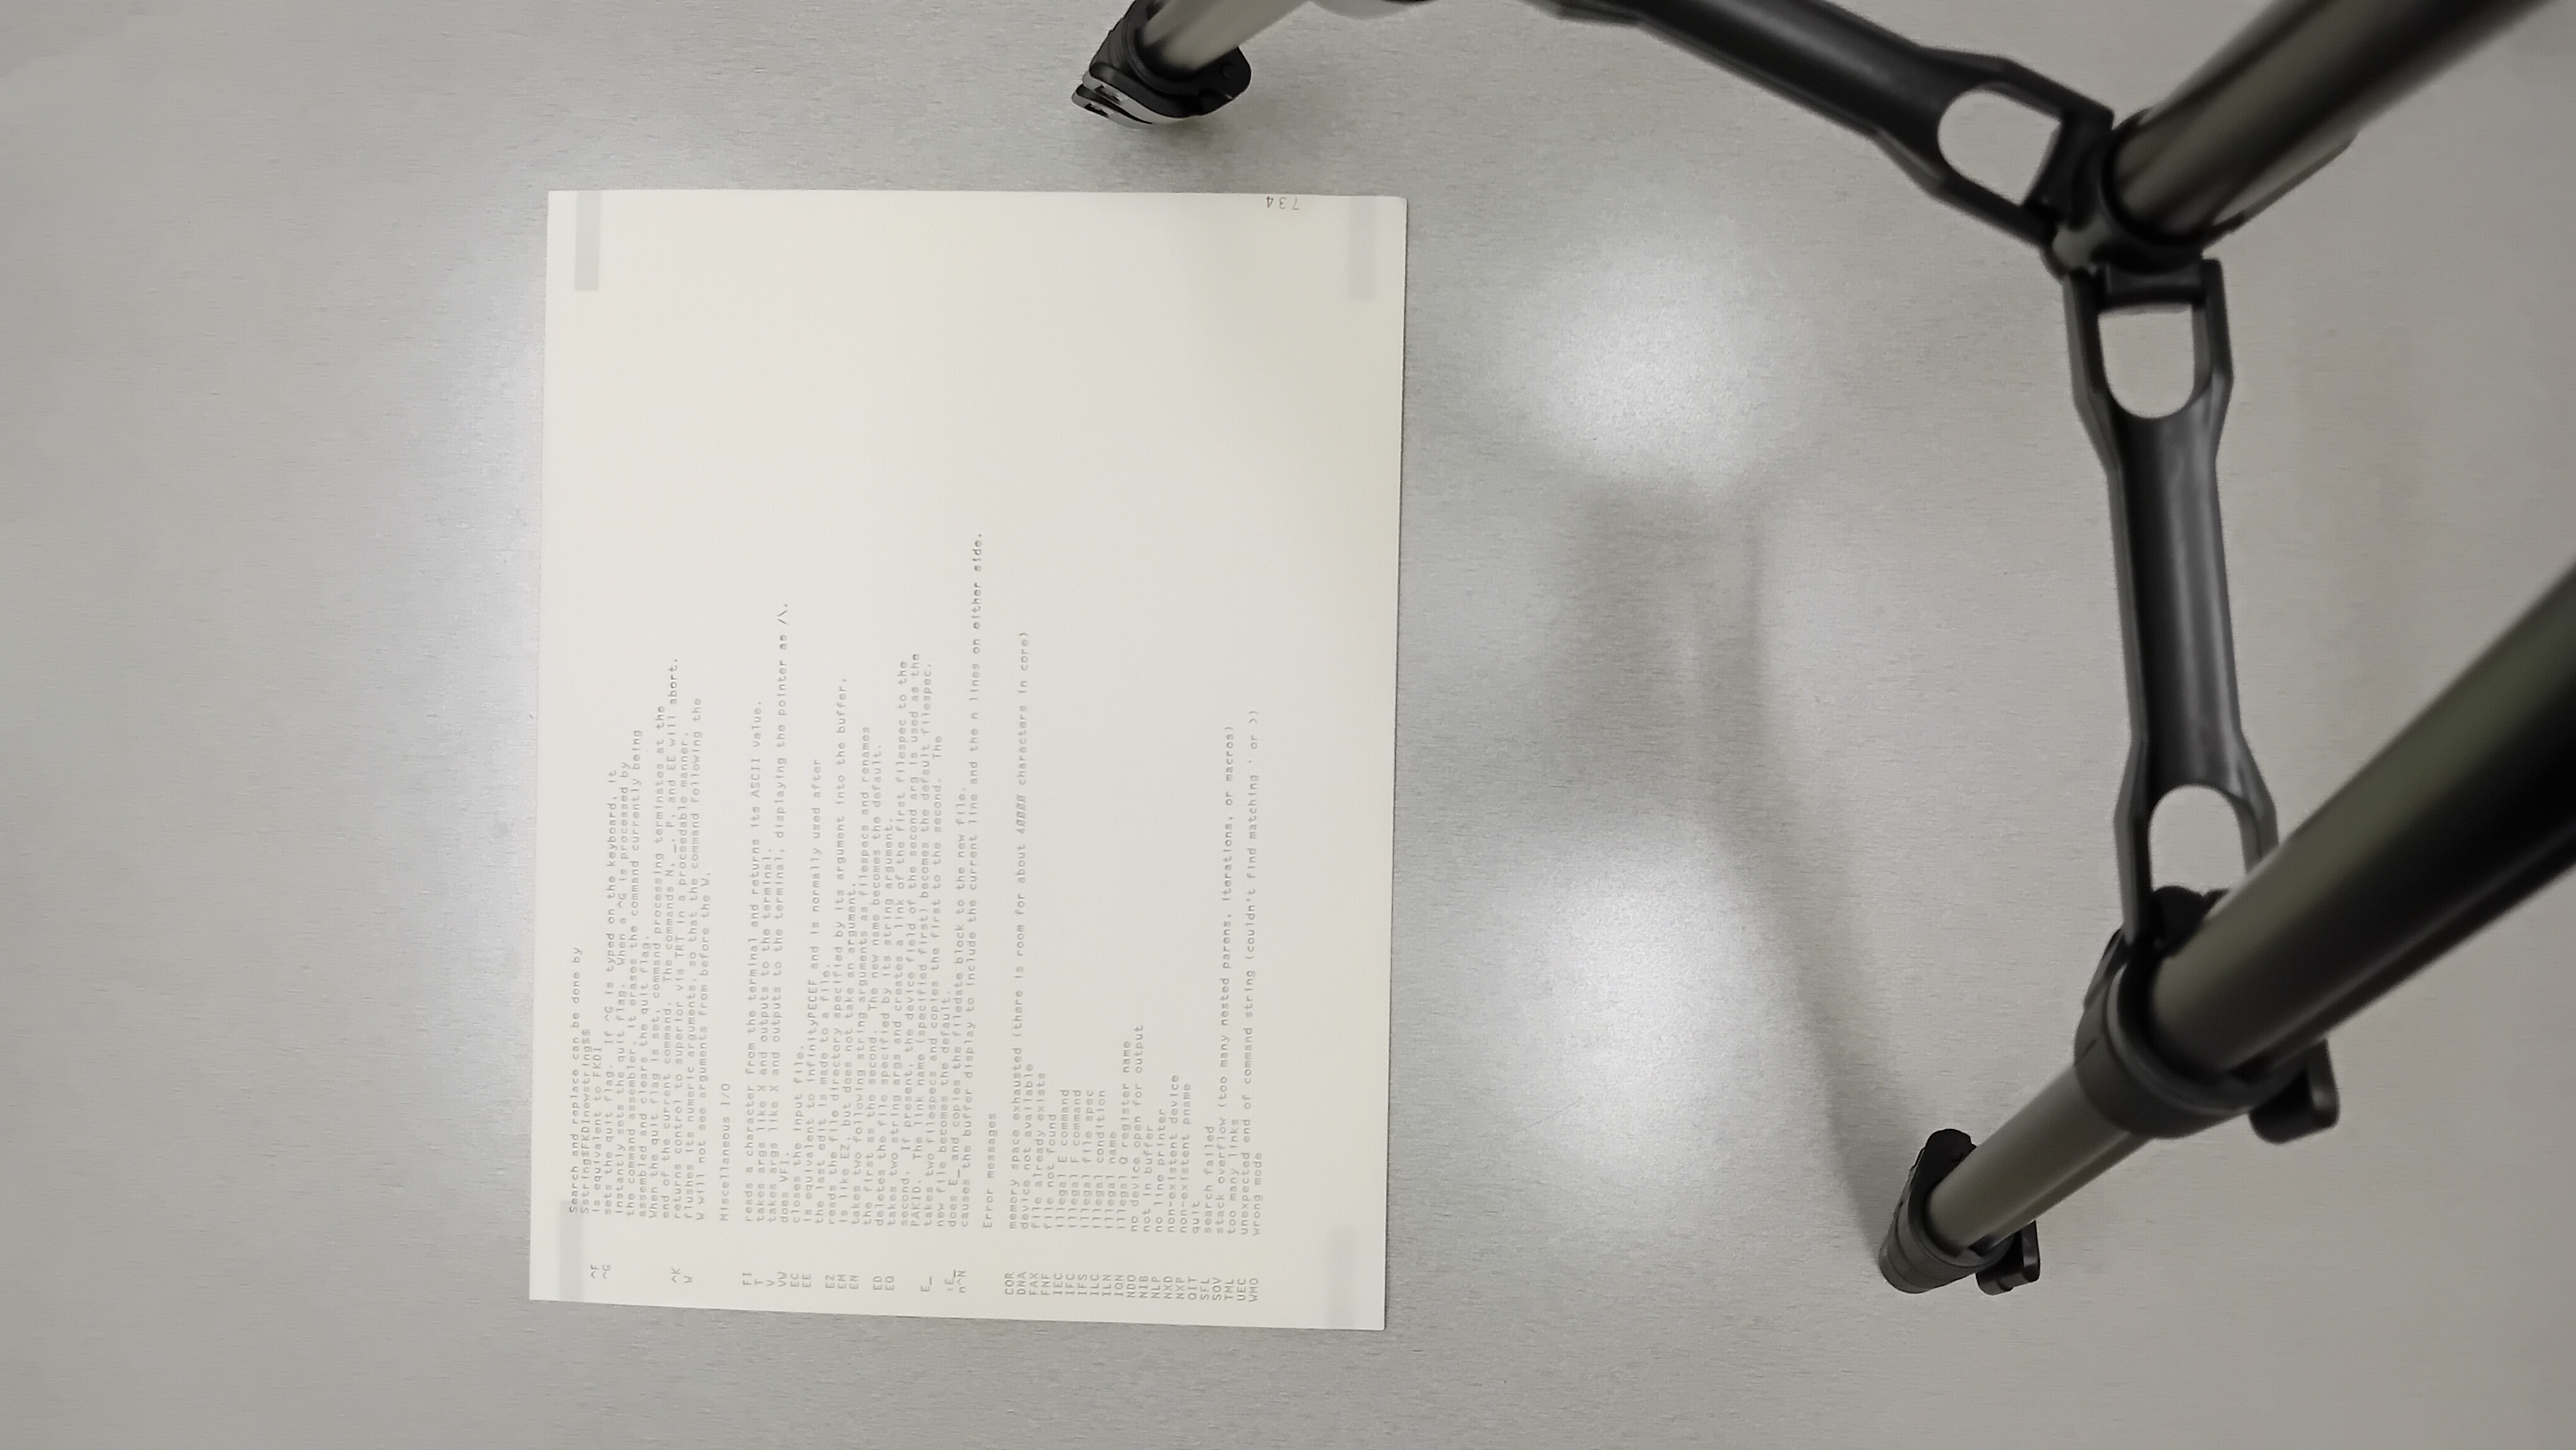 Search and replace can be done by
SstringsFKDInewstrings$
^F is equivalent to FKDI
^G sets the quit flag. If ^G is typed on the keyboard, it
instantly sets the quit flag. When a ^G is processed by
the command assembler, it erases the command currently being
assembled and clears the quit flag.
When the quit flag is set, command processing terminates at the
end of the current command. The commands N, _, P, and EE will abort.
^K returns control to superior via TRT in a proceedable manner.
W flushes its numeric arguments, so that the command following the
W will not see arguments from before the W.
Miscellaneous I/O
FI reads a character from the terminal and returns its ASCII value.
T takes args like X and outputs to the terminal.
V takes args like X and outputs to the terminal, displaying the pointer as /\.
VW does VFI.
EC closes the input file.
EE is equivalent to infinityPECEF and is normally used after
the last edit is made to a file.
EZ reads the file directory specified by its argument into the buffer.
EM is like EZ, but does not take an argument.
EN takes two following string arguments as filespecs and renames
the first as the second. The new name becomes the default.
ED deletes the file specified by its string argument.
EQ takes two string args and creates a link of the first filespec to the
second. If present, the device field of the second arg is used as the
PAKID. The link name (specified first) becomes the default filespec.
E_ takes two filespecs and copies the first to the second. The
new file becomes the default.
:E_ does E_ and copies the filedate block to the new file.
n^N causes the buffer display to include the current line and the n lines on either side.
Error messages
COR memory space exhausted (there is room for about 40000 characters in core)
DNA device not available
FAX file already exists
FNF file not found
IEC illegal E command
IFC illegal F command
IFS illegal file spec
ILC illegal condition
ILN illegal name
IQN illegal Q register name
NDO no device open for output
NIB not in buffer
NLP no line printer
NXD non-existent device
NXP non-existent pname
QIT quit
SFL search failed
SOV stack overflow (too many nested parens, iterations, or macros)
TML too many links
UEC unexpected end of command string (couldn't find matching ' or >)
WMO wrong mode
734